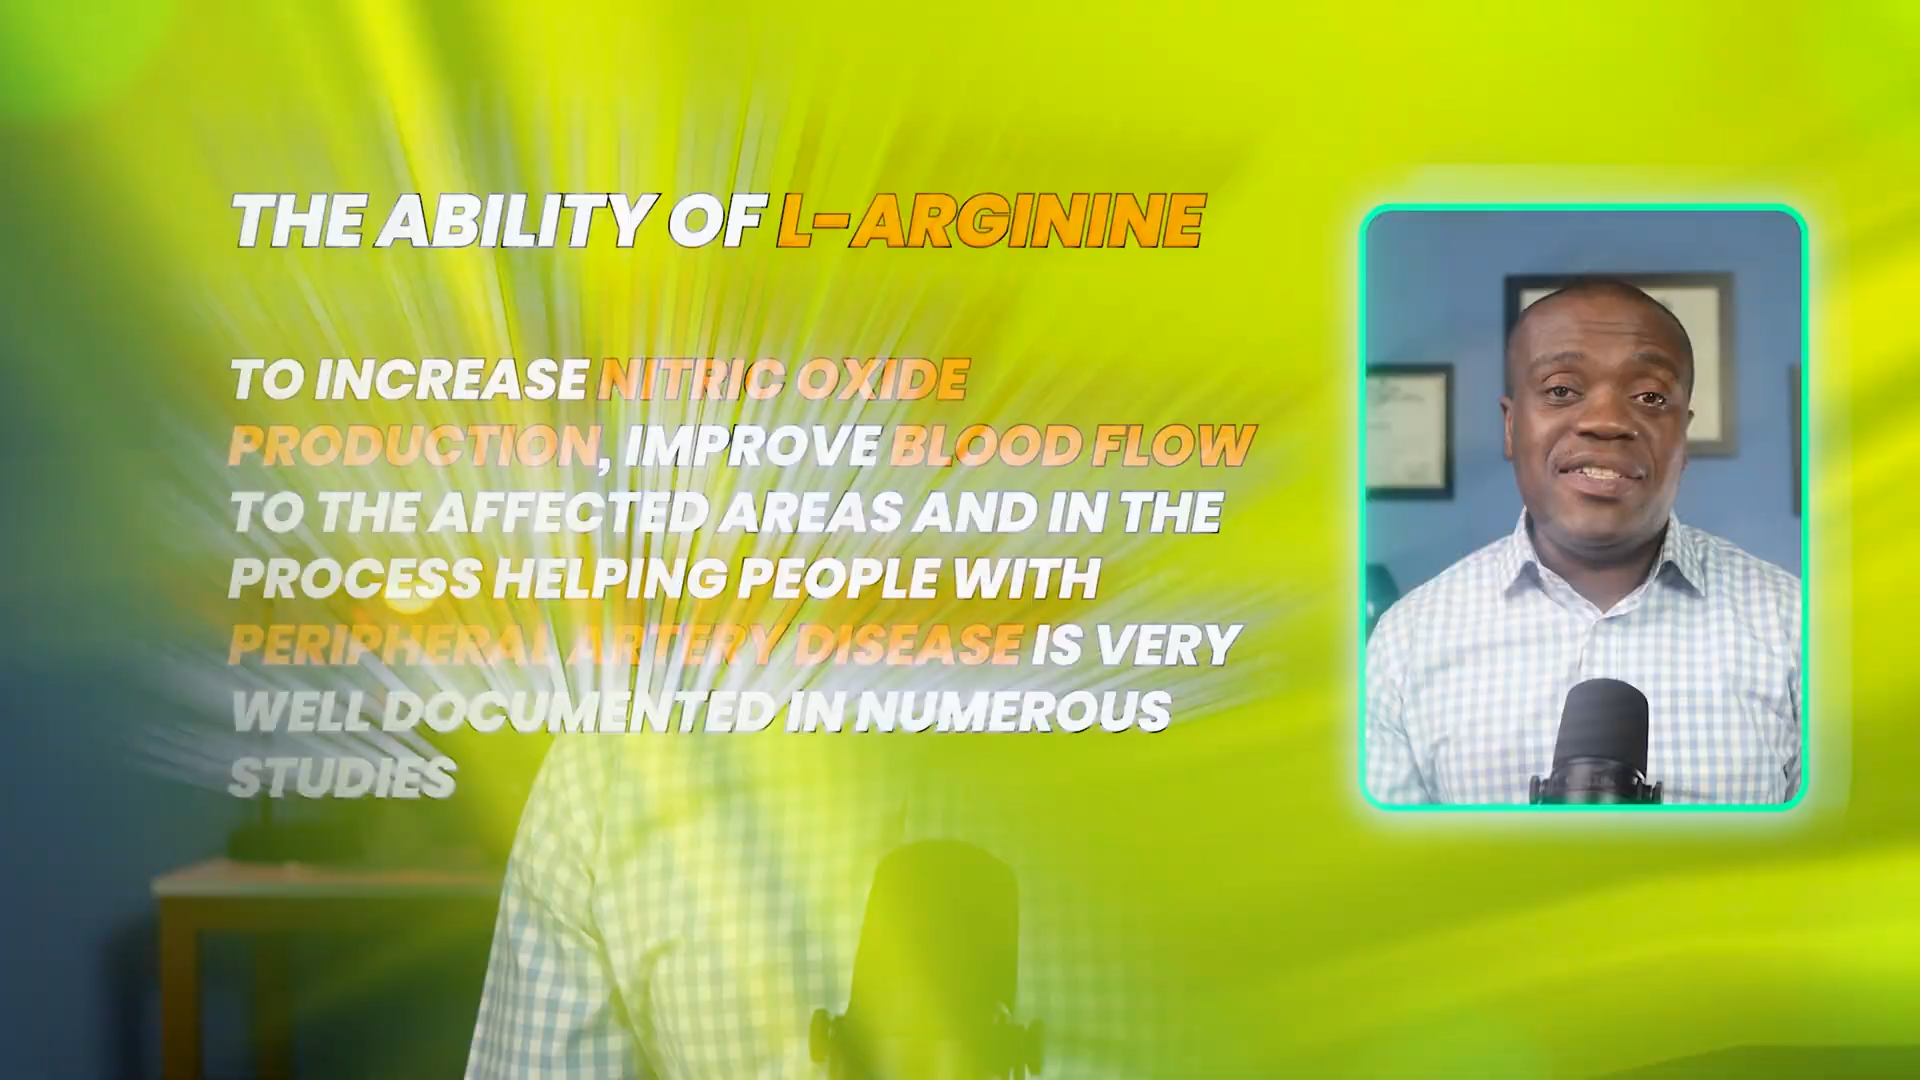 THE ABILITY OF L-ARGININE
TO INCREASE NITRIC OXIDE
PRODUCTION, IMPROVE BLOOD FLOW
TO THE AFFECTED AREAS AND IN THE
PROCESS HELPING PEOPLE WITH
PERIPHERAL ARTERY DISEASE IS VERY
WELL DOCUMENTED IN NUMEROUS
STUDIES